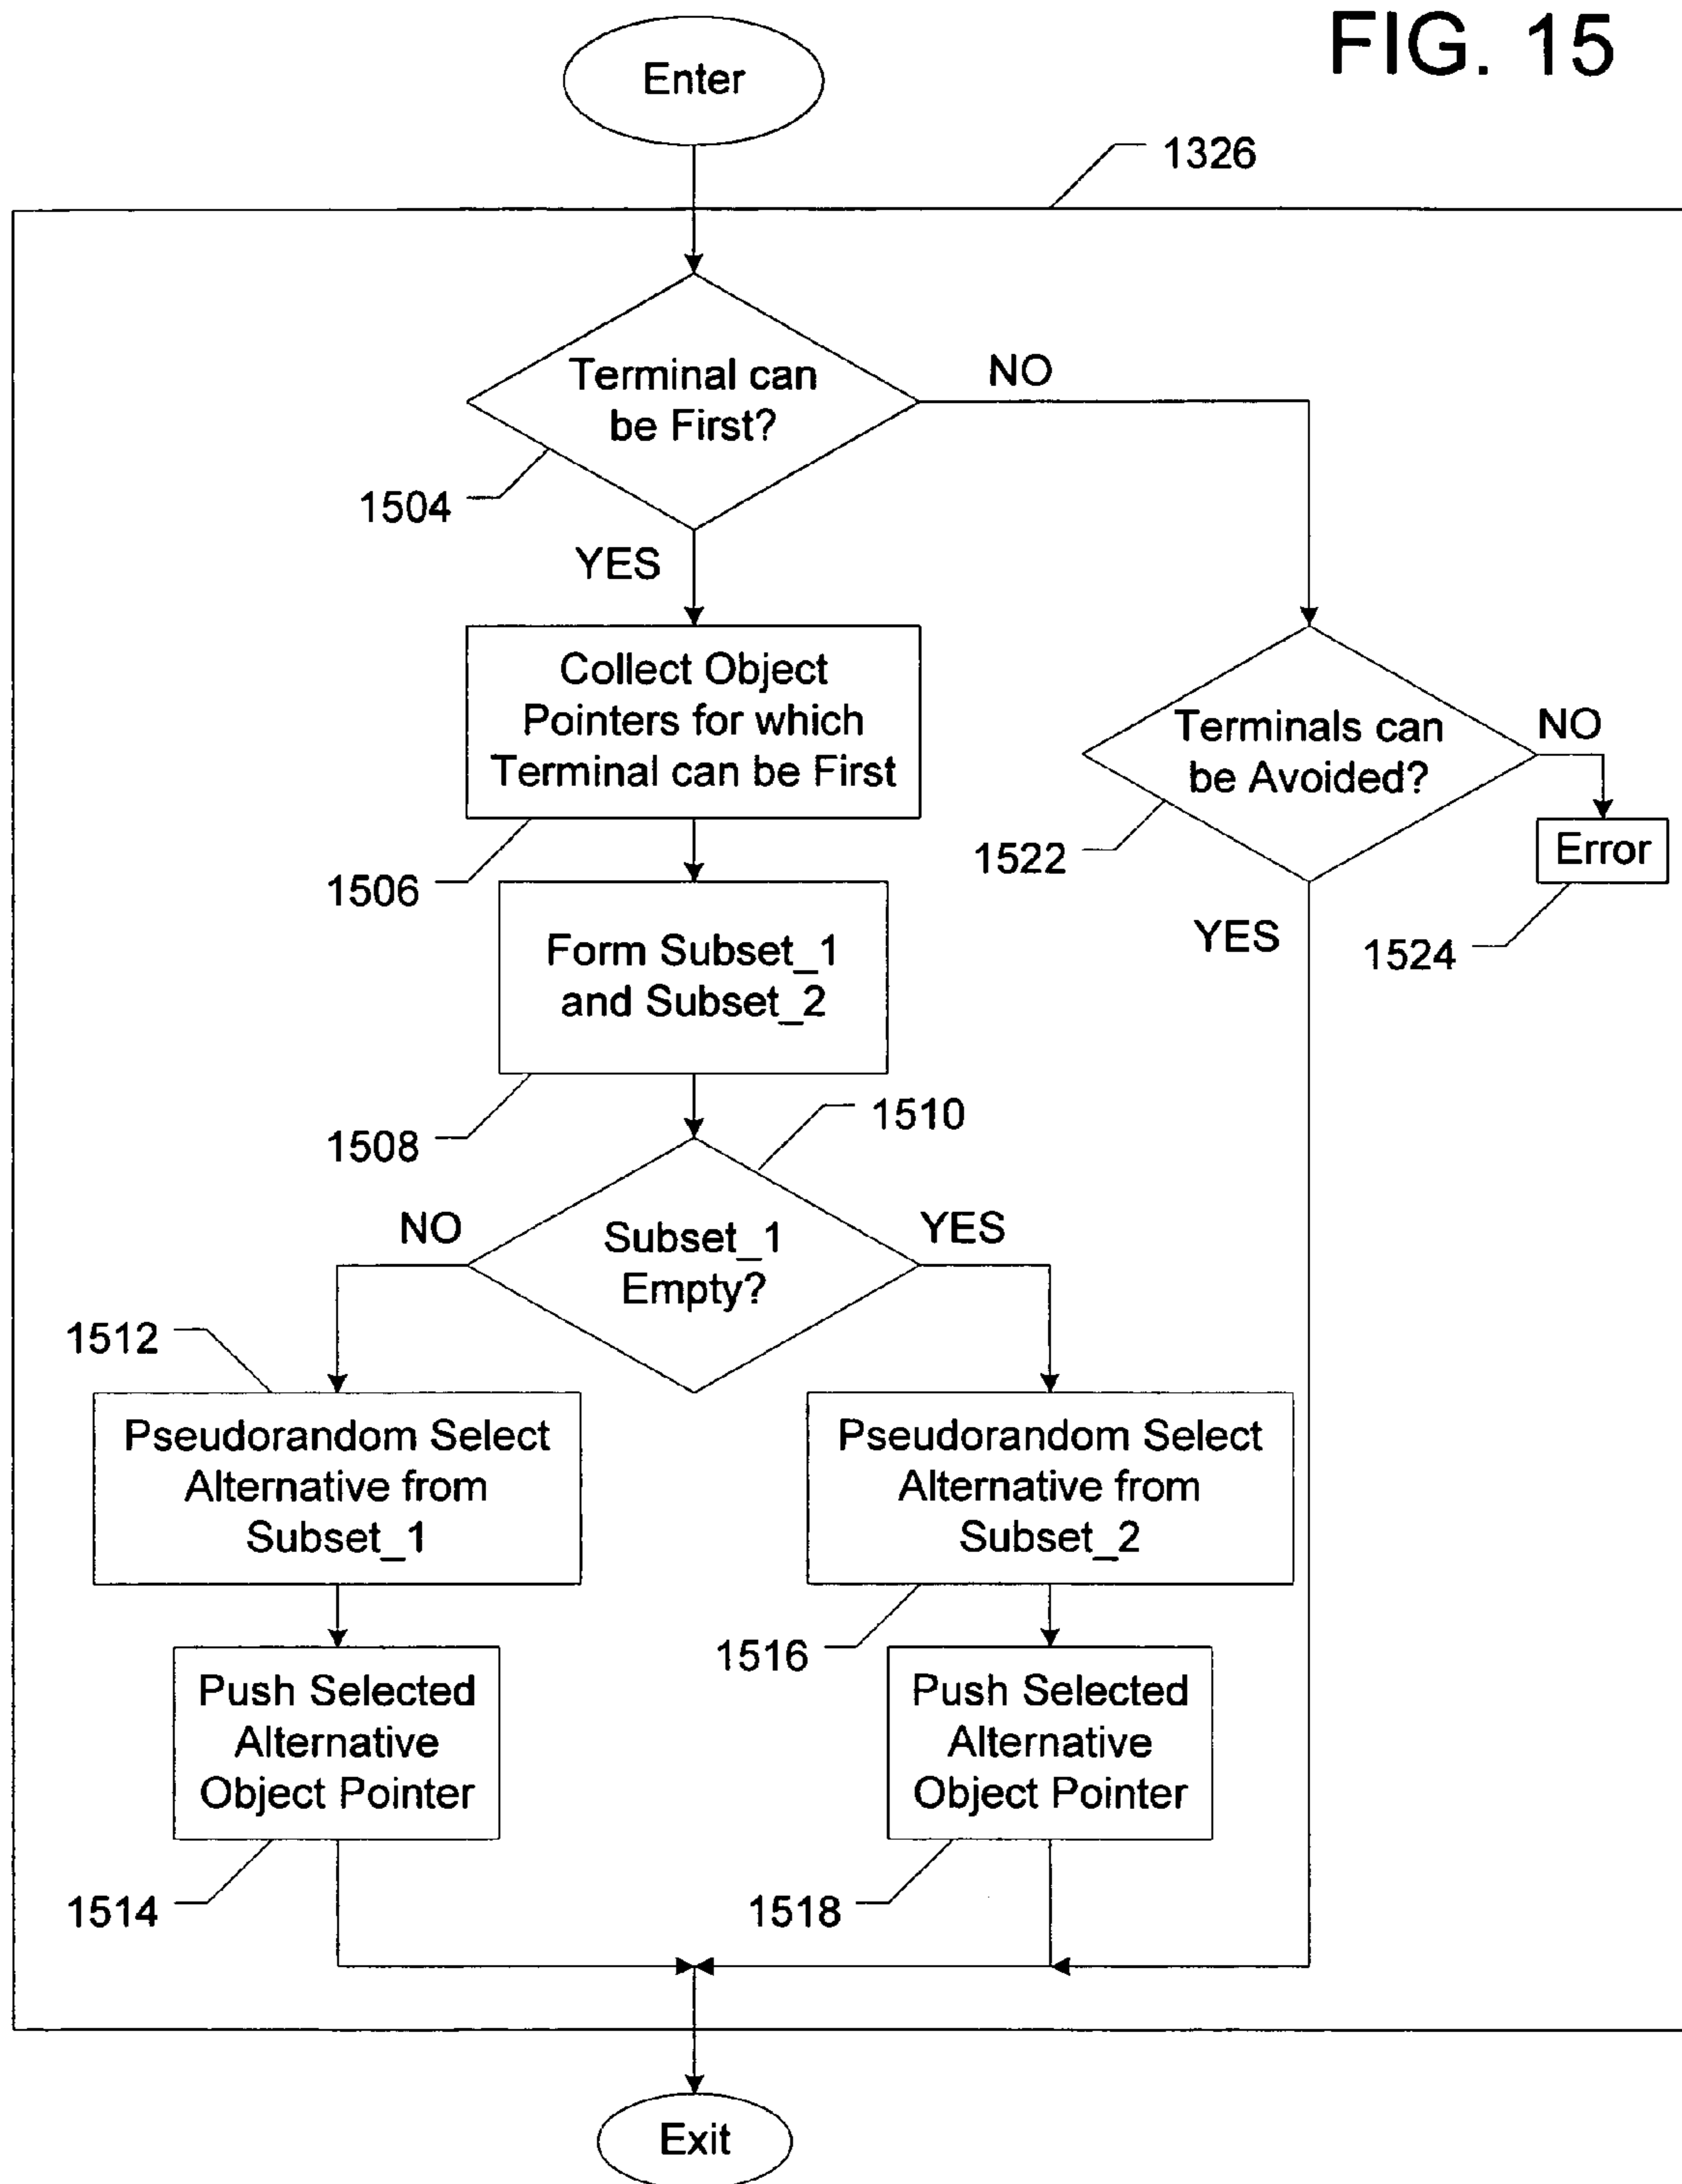 FIG. 15
Enter
1326
Terminal can
be First?
NO
1504
YES
Collect Object
Pointers for which
Terminal can be First
Terminals can
be Avoided?
NO
1522
Error
1506
YES
1524
Form Subset_1
and Subset_2
1508
1510
NO
Subset_1
Empty?
YES
1512
Pseudorandom Select
Alternative from
Subset_1
Pseudorandom Select
Alternative from
Subset_2
1516
Push Selected
Alternative
Object Pointer
Push Selected
Alternative
Object Pointer
1514
1518
Exit